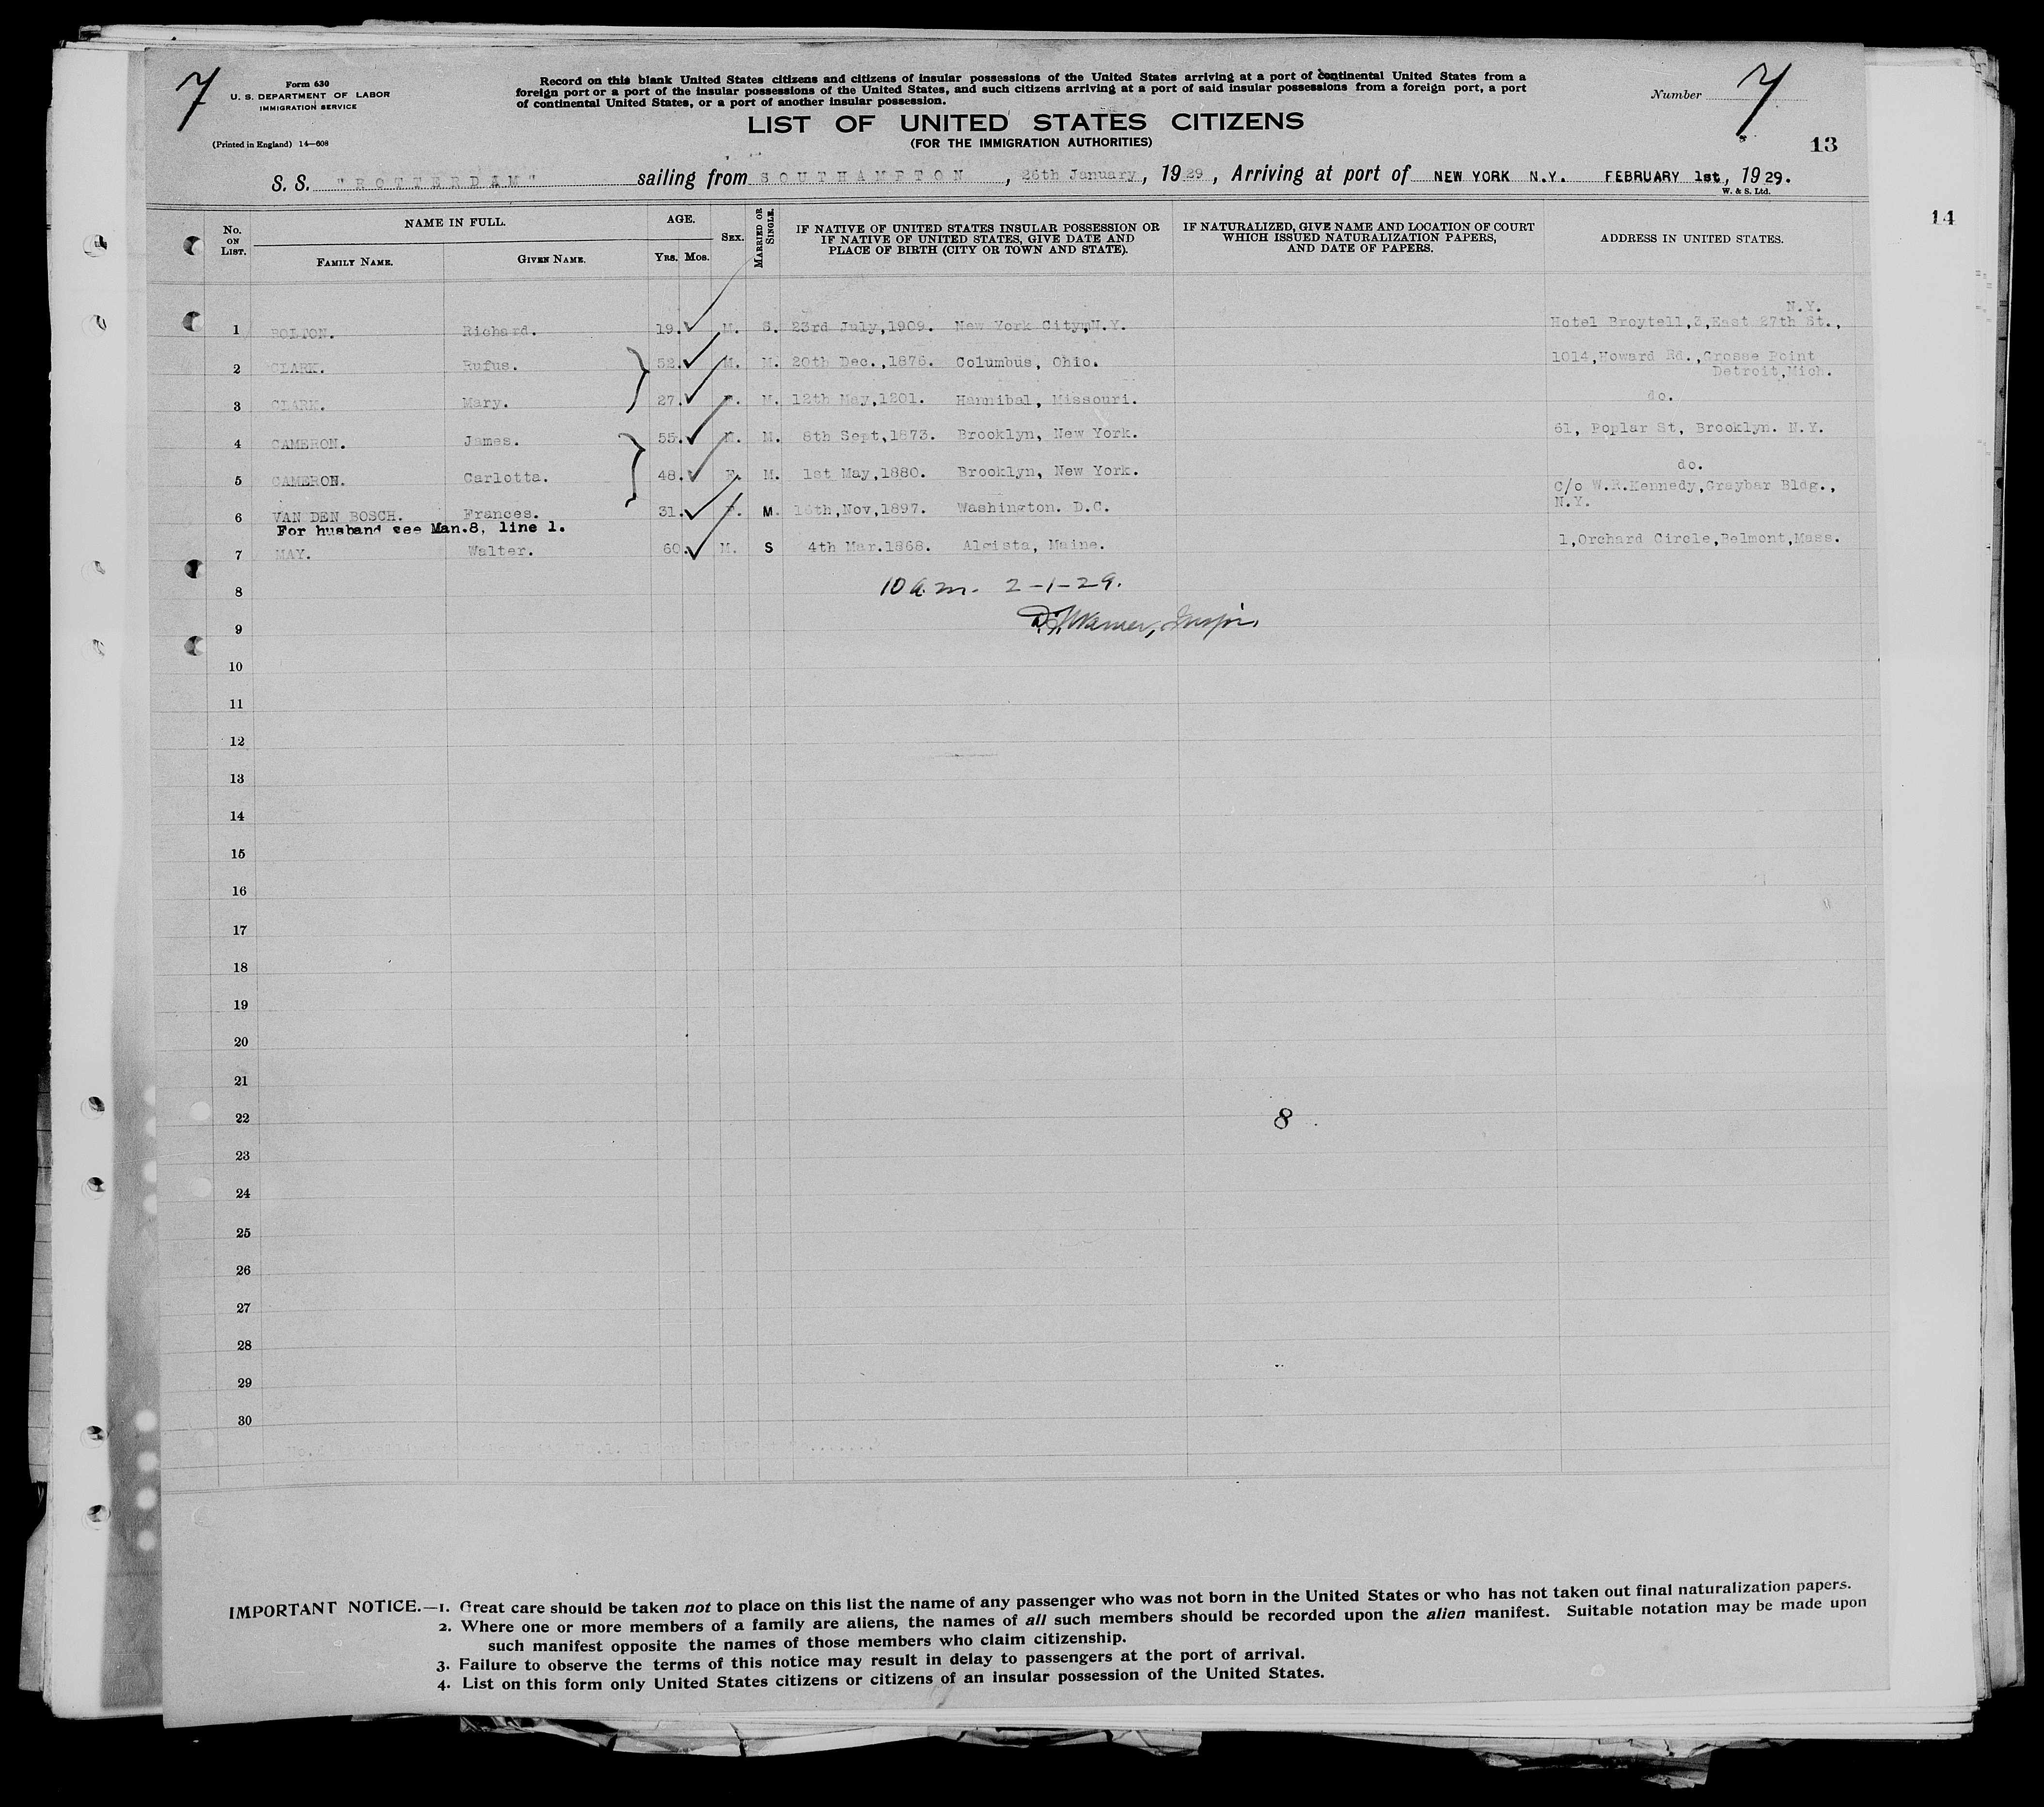 7
Form 630
U. S. DEPARTMENT OF LABOR
IMMIGRATION SERVICE
(Printed in England) 14—608
Record on this blank United States citizens and citizens of insular possessions of the United States arriving at a port of continental United States from a
foreign port or a port of the insular possessions of the United States, and such citizens arriving at a port of said insular possessions from a foreign port, a port
of continental United States, or a port of another insular possession.
Number 7
LIST OF UNITED STATES CITIZENS
(FOR THE IMMIGRATION AUTHORITIES)
13
S. S. "ROTTERDAM" sailing from SOUTHAMPTON, 26th January, 1929, Arriving at port of NEW YORK N.Y. FEBRUARY 1st, 1929.
W. & S. Ltd.
14
No. ON LIST. NAME IN FULL. AGE. SEX. MARRIED OR SINGLE. IF NATIVE OF UNITED STATES INSULAR POSSESSION OR IF NATIVE OF UNITED STATES, GIVE DATE AND PLACE OF BIRTH (CITY OR TOWN AND STATE). IF NATURALIZED, GIVE NAME AND LOCATION OF COURT WHICH ISSUED NATURALIZATION PAPERS, AND DATE OF PAPERS. ADDRESS IN UNITED STATES.
FAMILY NAME. GIVEN NAME. YRS. MOS.
N.Y.
1 BOLTON. Richard. 19. M. S. 23rd July,1909. New York City,N.Y. Hotel Broytell,3,East 27th St.,
2 CLARK. Rufus. 52. M. M. 20th Dec.,1876. Columbus, Ohio. 1014,Howard Rd.,Grosse Point
Detroit,Mich.
3 CLARK. Mary. 27. F. M. 12th May,1201. Hannibal, Missouri. do.
4 CAMERON. James. 55. M. M. 8th Sept,1873. Brooklyn, New York. 61, Poplar St, Brooklyn. N.Y.
5 CAMERON. Carlotta. 48. F. M. 1st May,1880. Brooklyn, New York. do.
C/o W.R.Kennedy,Graybar Bldg.,
6 VAN DEN BOSCH. Frances. 31. F. M. Nov,1897. Washington. D.C. N.Y.
For husband see Man.8, line 1.
7 MAY. Walter. 60. M. S 4th Mar.1868. Algista, Maine. 1,Orchard Circle,Belmont,Mass.
8 10 a.m. 2-1-29.
9
10
11
12
13
14
15
16
17
18
19
20
21
22 8
23
24
25
26
27
28
29
30
IMPORTANT NOTICE.—1. Great care should be taken not to place on this list the name of any passenger who was not born in the United States or who has not taken out final naturalization papers.
2. Where one or more members of a family are aliens, the names of all such members should be recorded upon the alien manifest. Suitable notation may be made upon
such manifest opposite the names of those members who claim citizenship.
3. Failure to observe the terms of this notice may result in delay to passengers at the port of arrival.
4. List on this form only United States citizens or citizens of an insular possession of the United States.